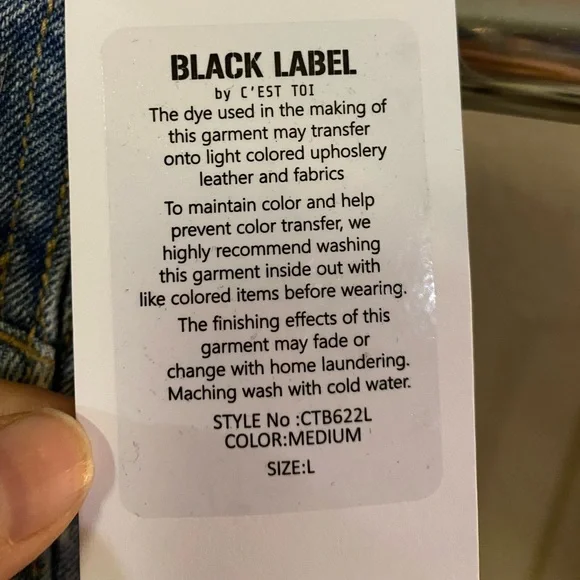 BLACK LABEL
by C'EST TOI
The dye used in the making of
this garment may transfer
onto light colored uphoslery
leather and fabrics
To maintain color and help
prevent color transfer, we
highly recommend washing
this garment inside out with
like colored items before wearing.
The finishing effects of this
garment may fade or
change with home laundering.
Maching wash with cold water.
STYLE No :CTB622L
COLOR:MEDIUM
SIZE:L